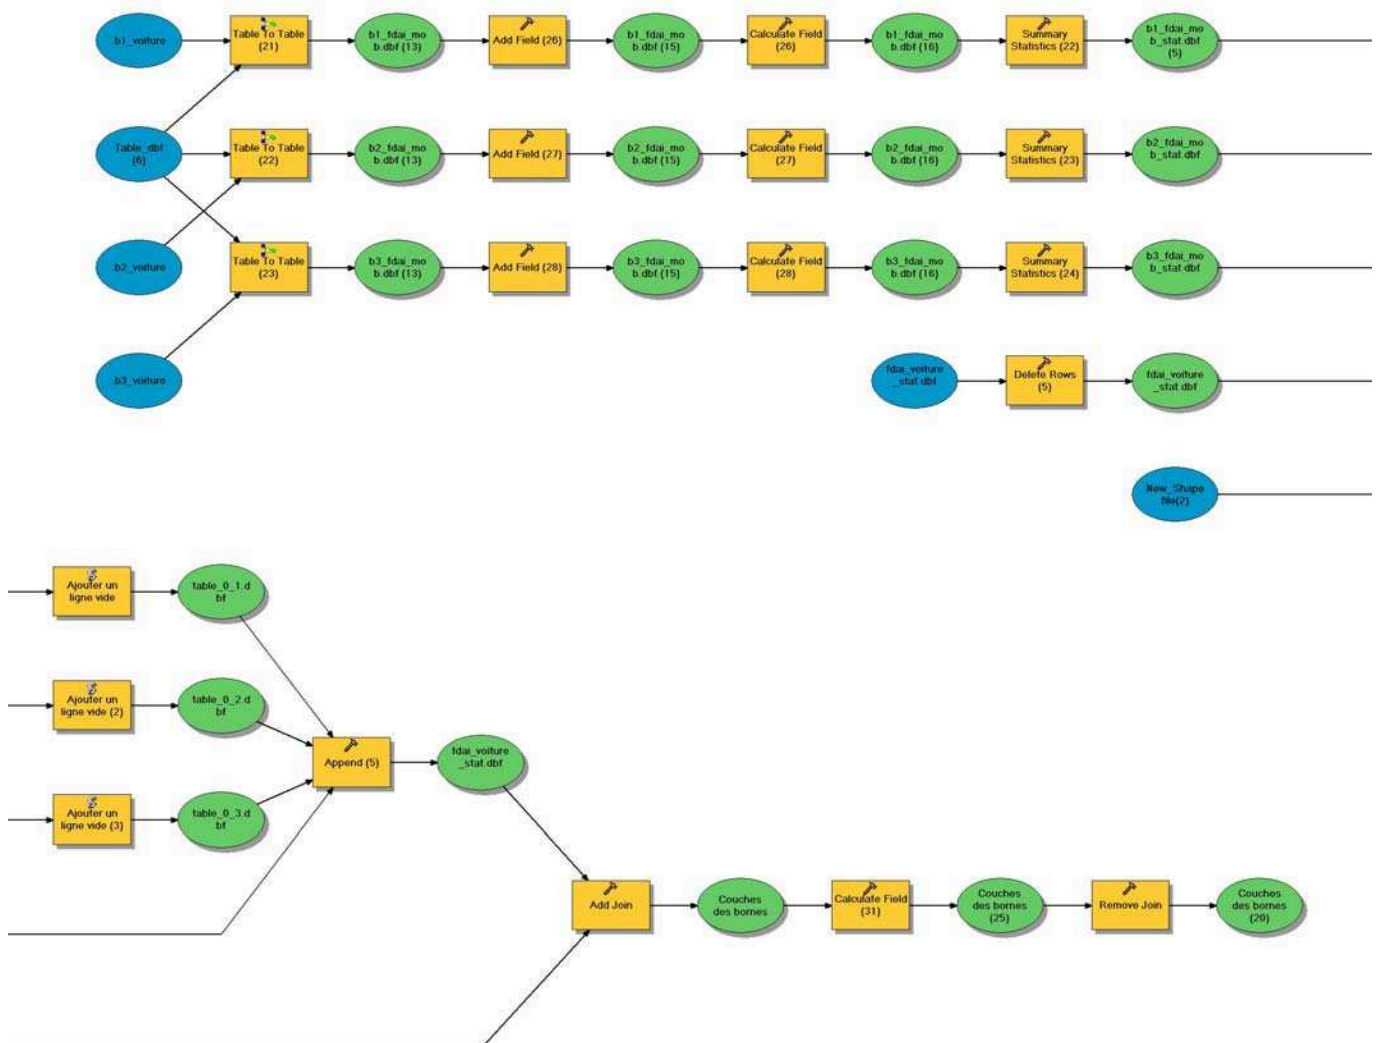 b1_voiture
Table To Table
(21)
b1_fdai_mo
b.dbf (13)
Add Field (26)
b1_fdai_mo
b.dbf (15)
Calculate Field
(26)
b1_fdai_mo
b.dbf (16)
Summary
Statistics (22)
b1_fdai_mo
b_stat.dbf
(5)
Table_dbf
(6)
Table To Table
(22)
b2_fdai_mo
b.dbf (13)
Add Field (27)
b2_fdai_mo
b.dbf (15)
Calculate Field
(27)
b2_fdai_mo
b.dbf (16)
Summary
Statistics (23)
b2_fdai_mo
b_stat.dbf
b2_voiture
Table To Table
(23)
b3_fdai_mo
b.dbf (13)
Add Field (28)
b3_fdai_mo
b.dbf (15)
Calculate Field
(28)
b3_fdai_mo
b.dbf (16)
Summary
Statistics (24)
b3_fdai_mo
b_stat.dbf
b3_voiture
fdai_voiture
_stat.dbf
Delete Rows
(5)
fdai_voiture
_stat.dbf
New_Shape
file(2)
Ajouter un
ligne vide
table_0_1.d
bf
Ajouter un
ligne vide (2)
table_0_2.d
bf
Append (5)
fdai_voiture
_stat.dbf
Ajouter un
ligne vide (3)
table_0_3.d
bf
Add Join
Couches
des bornes
Calculate Field
(31)
Couches
des bornes
(25)
Remove Join
Couches
des bornes
(20)